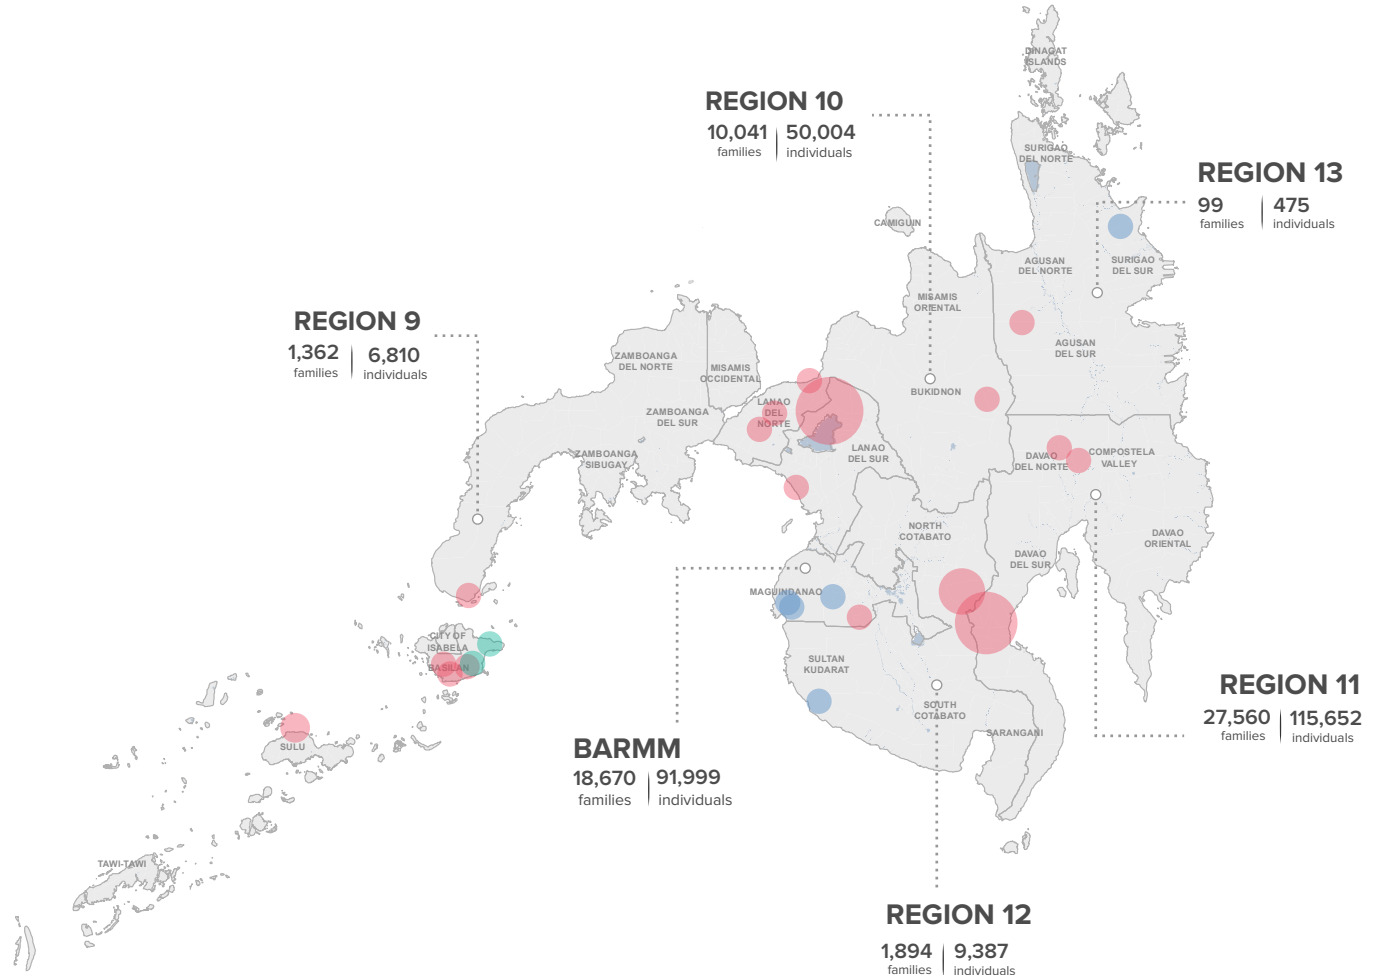 DINAGAT
ISLANDS
REGION 10
10,041 | 50,004
families individuals
SURIGAO
DEL NORTE
REGION 13
99 | 475
families individuals
CAMIGUIN
AGUSAN
DEL NORTE
SURIGAO
DEL SUR
MISAMIS
ORIENTAL
REGION 9
1,362 | 6,810
families individuals
ZAMBOANGA
DEL NORTE
MISAMIS
OCCIDENTAL
AGUSAN
DEL SUR
BUKIDNON
LANAO
DEL
NORTE
ZAMBOANGA
DEL SUR
LANAO
DEL SUR
ZAMBOANGA
SIBUGAY
DAVAO
DEL NORTE
COMPOSTELA
VALLEY
NORTH
COTABATO
DAVAO
ORIENTAL
DAVAO
DEL SUR
MAGUINDANAO
CITY OF
ISABELA
BASILAN
SULTAN
KUDARAT
REGION 11
27,560 | 115,652
families individuals
SOUTH
COTABATO
SARANGANI
SULU
BARMM
18,670 | 91,999
families individuals
TAWI-TAWI
REGION 12
1,894 | 9,387
families individuals